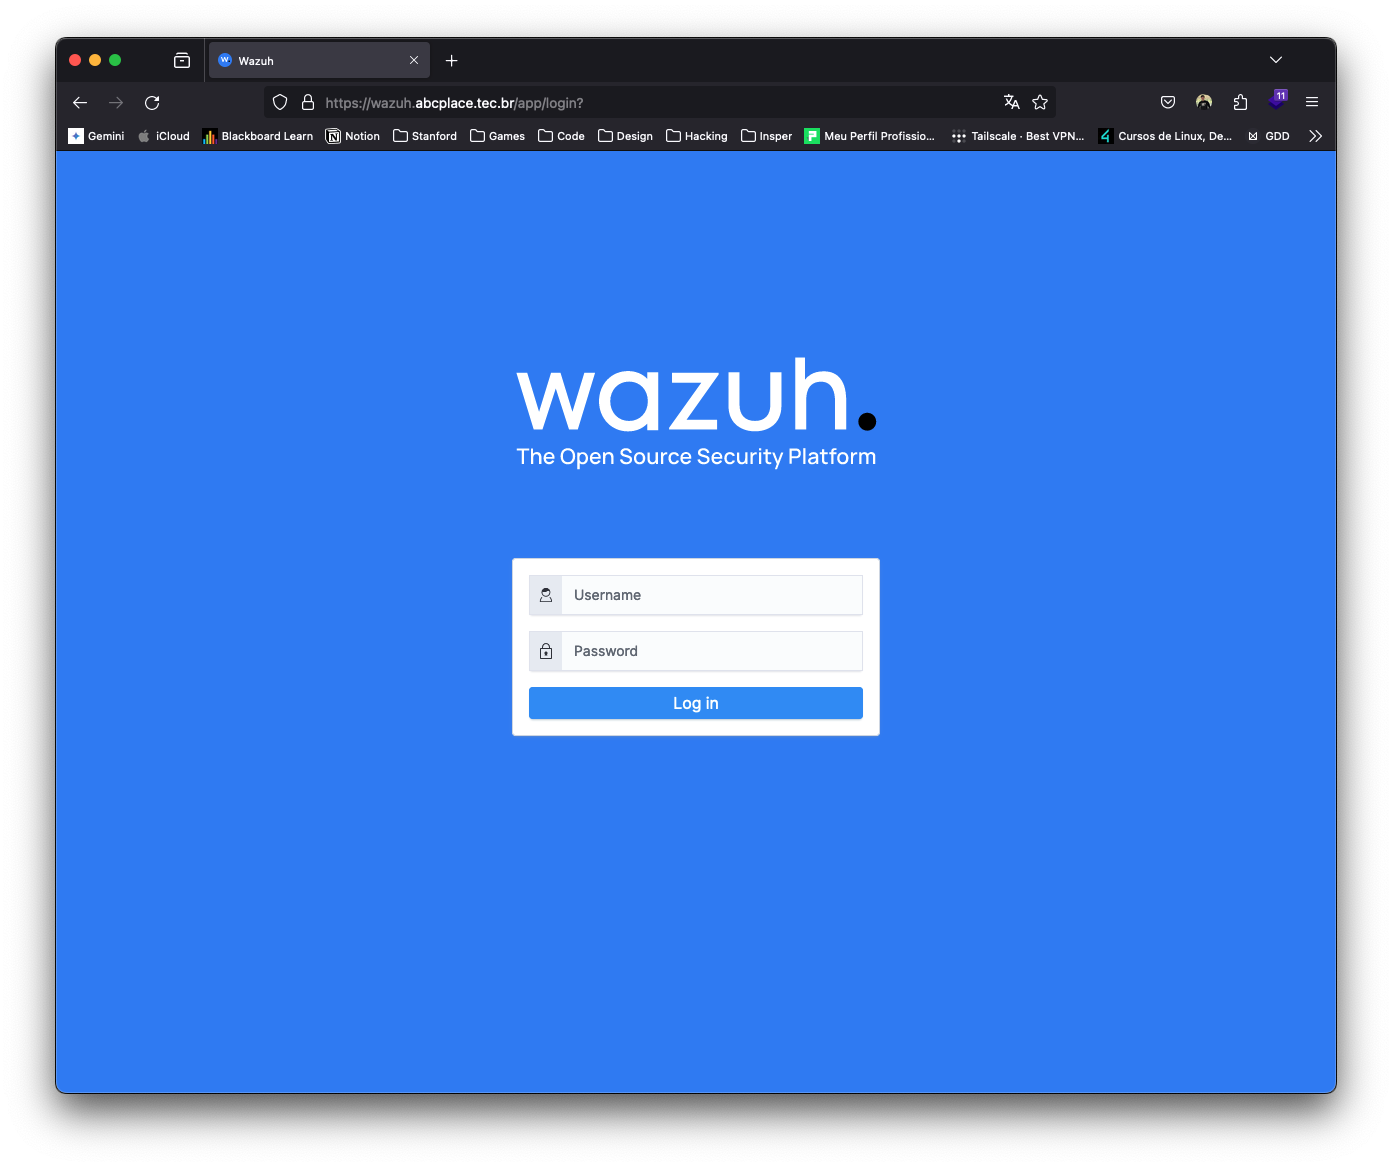 Wazuh
https://wazuh.abcplace.tec.br/app/login?
11
Gemini
iCloud
Blackboard Learn
Notion
Stanford
Games
Code
Design
Hacking
Insper
Meu Perfil Profissio...
Tailscale · Best VPN...
Cursos de Linux, De...
GDD
wazuh.
The Open Source Security Platform
Username
Password
Log in